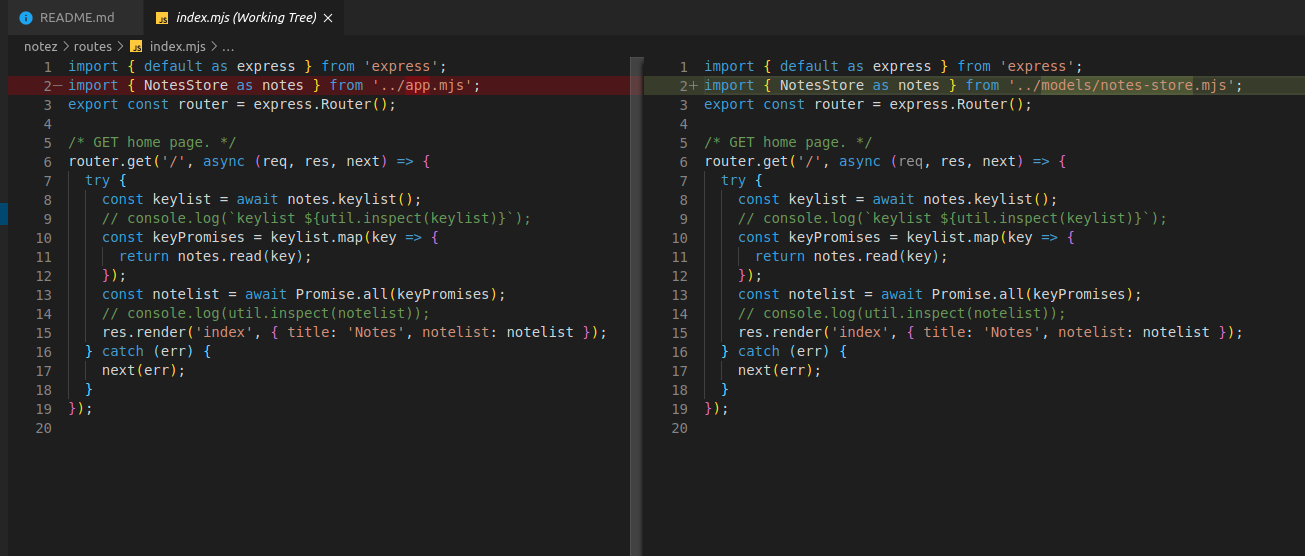 README.md
JS index.mjs (Working Tree) ×
notez > routes > JS index.mjs > ...
1 import { default as express } from 'express';
2− import { NotesStore as notes } from '../app.mjs';
3 export const router = express.Router();
4
5 /* GET home page. */
6 router.get('/', async (req, res, next) => {
7   try {
8     const keylist = await notes.keylist();
9     // console.log(`keylist ${util.inspect(keylist)}`);
10     const keyPromises = keylist.map(key => {
11       return notes.read(key);
12     });
13     const notelist = await Promise.all(keyPromises);
14     // console.log(util.inspect(notelist));
15     res.render('index', { title: 'Notes', notelist: notelist });
16   } catch (err) {
17     next(err);
18   }
19 });
20
1 import { default as express } from 'express';
2+ import { NotesStore as notes } from '../models/notes-store.mjs';
3 export const router = express.Router();
4
5 /* GET home page. */
6 router.get('/', async (req, res, next) => {
7   try {
8     const keylist = await notes.keylist();
9     // console.log(`keylist ${util.inspect(keylist)}`);
10     const keyPromises = keylist.map(key => {
11       return notes.read(key);
12     });
13     const notelist = await Promise.all(keyPromises);
14     // console.log(util.inspect(notelist));
15     res.render('index', { title: 'Notes', notelist: notelist });
16   } catch (err) {
17     next(err);
18   }
19 });
20